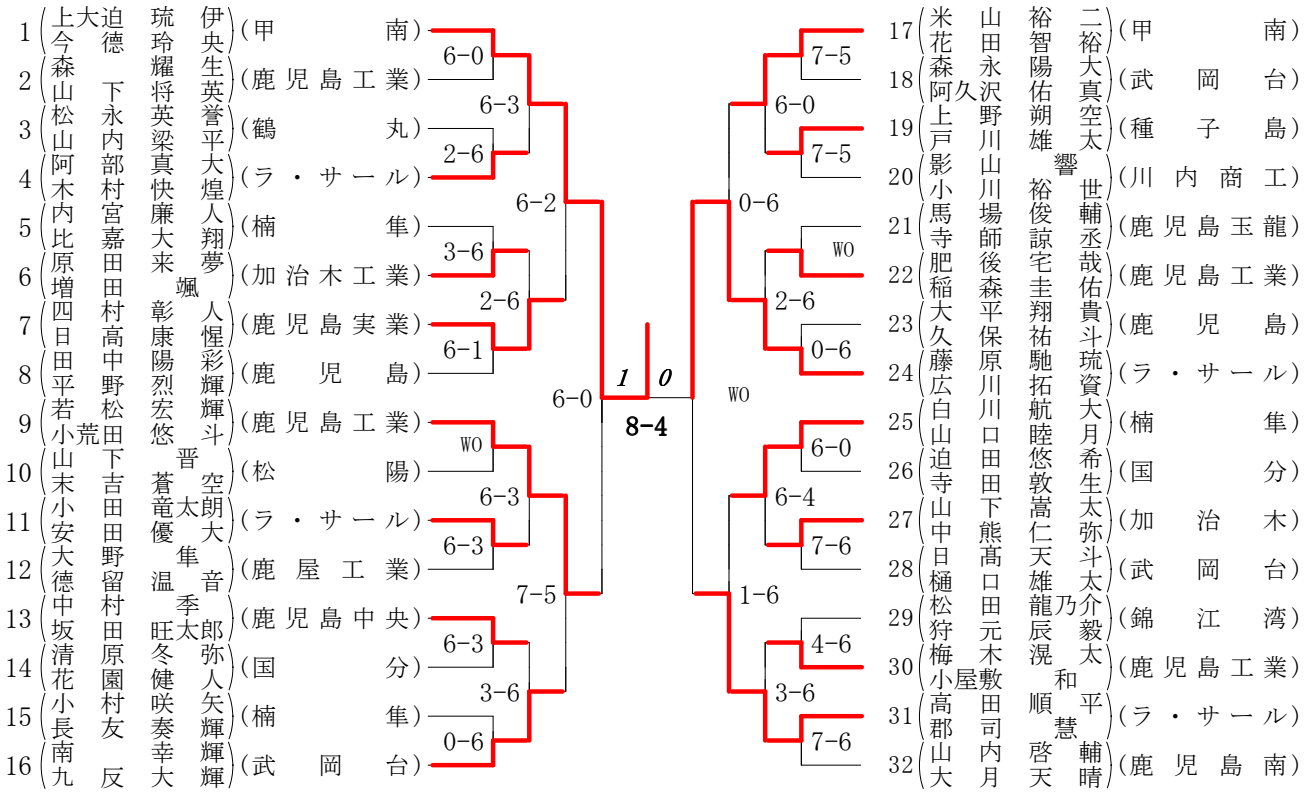 1 上大迫 琉伊 (甲南)
今德 玲央
2 森 耀生 (鹿児島工業)
山下 将英
3 松永 英誉 (鶴丸)
山内 梁平
4 阿部 真大 (ラ・サール)
木村 快煌
5 内宮 廉人 (楠隼)
比嘉 大翔
6 原田 来夢 (加治木工業)
増田 颯
7 四村 彰人 (鹿児島実業)
日高 康惺
8 田中 陽彩 (鹿児島)
平野 烈輝
9 若松 宏輝 (鹿児島工業)
小荒田 悠斗
10 山下 晋 (松陽)
末吉 蒼空
11 小田 竜太朗 (ラ・サール)
安田 優大
12 大野 隼 (鹿屋工業)
德留 温音
13 中村 季 (鹿児島中央)
坂田 旺太郎
14 清原 冬弥 (国分)
花園 健人
15 小村 咲矢 (楠隼)
長友 奏輝
16 南 幸輝 (武岡台)
九反 大輝
6-0
2-6
3-6
6-1
WO
6-3
6-3
0-6
6-3
2-6
6-3
3-6
6-2
7-5
6-0
1 0
8-4
WO
0-6
1-6
6-0
2-6
6-4
3-6
7-5
7-5
WO
0-6
6-0
7-6
4-6
7-6
17 米山 裕二 (甲南)
花田 智裕
18 森永 陽大 (武岡台)
阿久沢 佑真
19 上野 朔空 (種子島)
戸川 雄太
20 影山 響 (川内商工)
小川 裕世
21 馬場 俊輔 (鹿児島玉龍)
寺師 諒丞
22 肥後 宅哉 (鹿児島工業)
稲森 圭佑
23 大平 翔貴 (鹿児島)
久保 祐斗
24 藤原 馳琉 (ラ・サール)
広川 拓資
25 白川 航大 (楠隼)
山口 睦月
26 迫田 悠希 (国分)
寺田 敦生
27 山下 嵩太 (加治木)
中熊 仁弥
28 日髙 天斗 (武岡台)
樋口 雄太
29 松田 龍乃介 (錦江湾)
狩元 辰毅
30 梅木 滉太 (鹿児島工業)
小屋敷 和
31 高田 順平 (ラ・サール)
郡司 慧
32 山内 啓輔 (鹿児島南)
大月 天晴